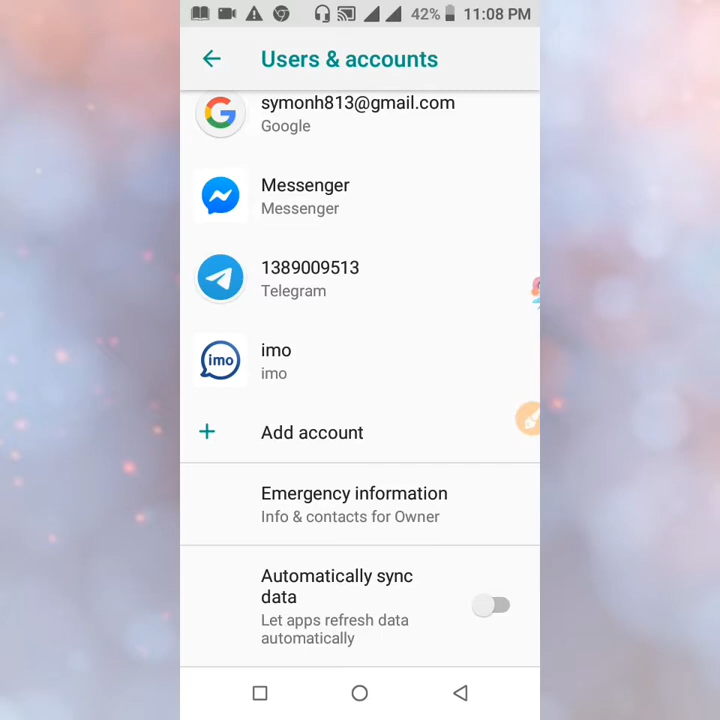 42% 11:08 PM
Users & accounts
symonh813@gmail.com
Google
Messenger
Messenger
1389009513
Telegram
imo
imo
imo
Add account
Emergency information
Info & contacts for Owner
Automatically sync
data
Let apps refresh data
automatically